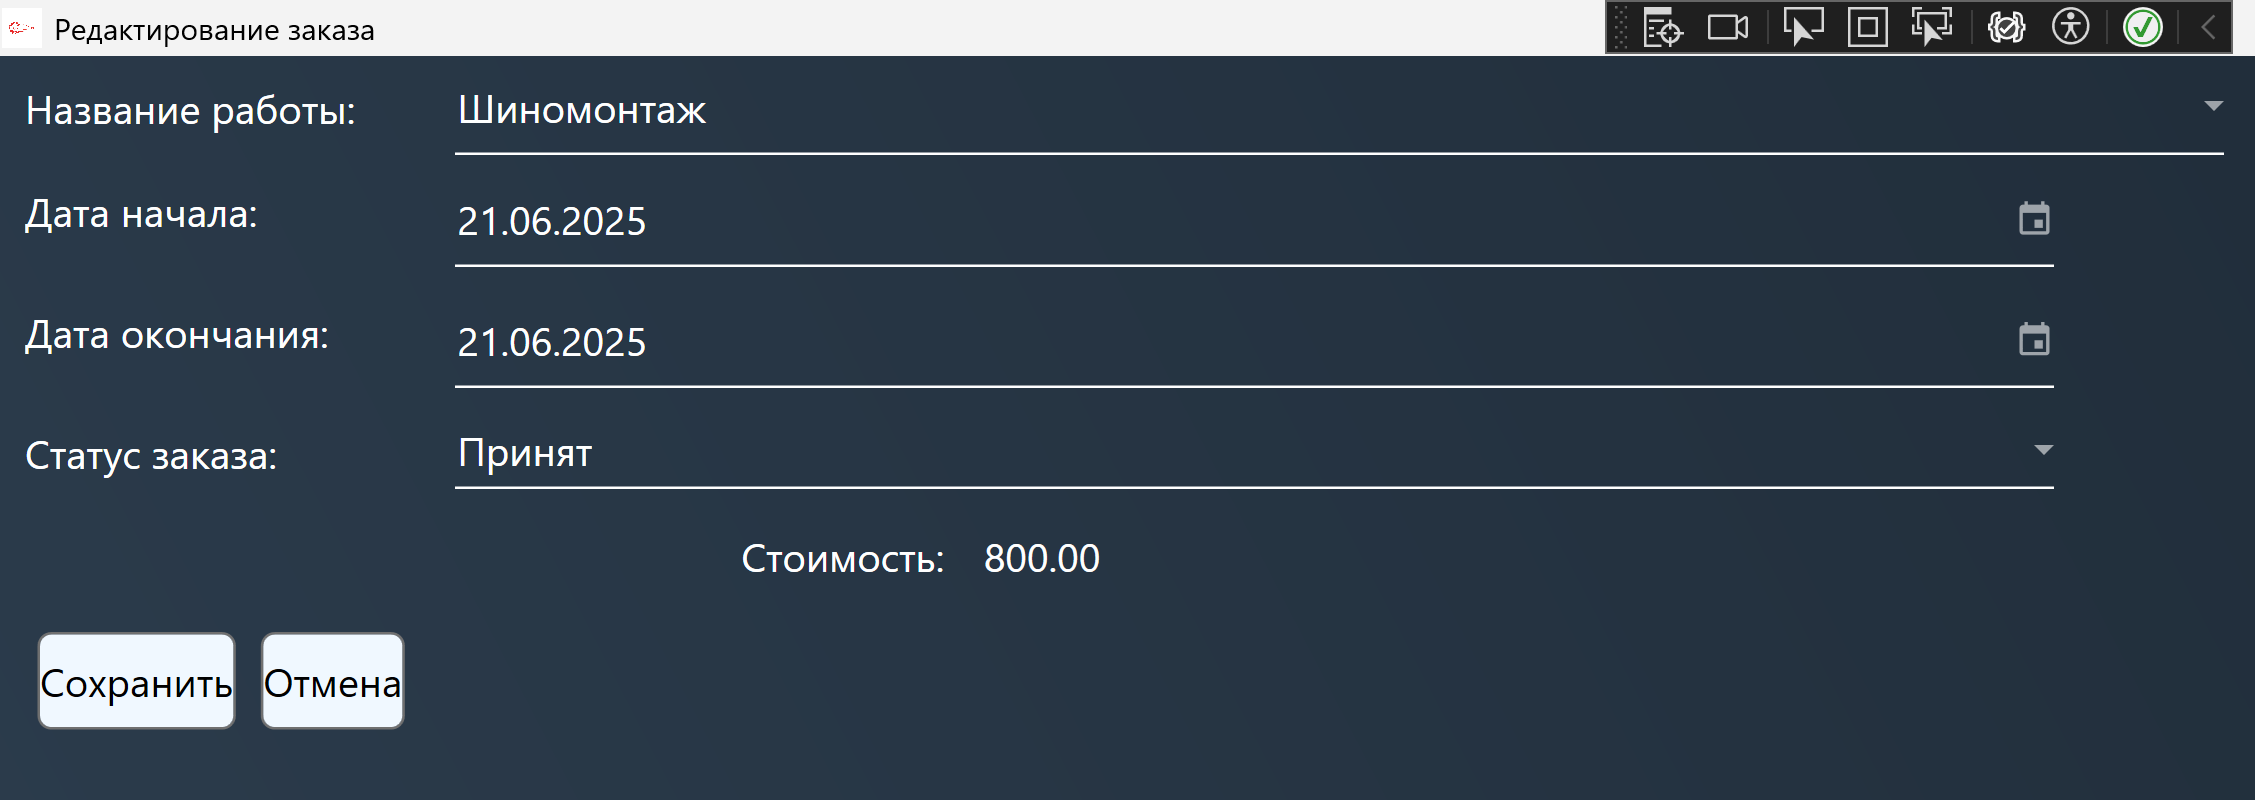 Редактирование заказа
Название работы: Шиномонтаж
Дата начала: 21.06.2025
Дата окончания: 21.06.2025
Статус заказа: Принят
Стоимость: 800.00
Сохранить Отмена